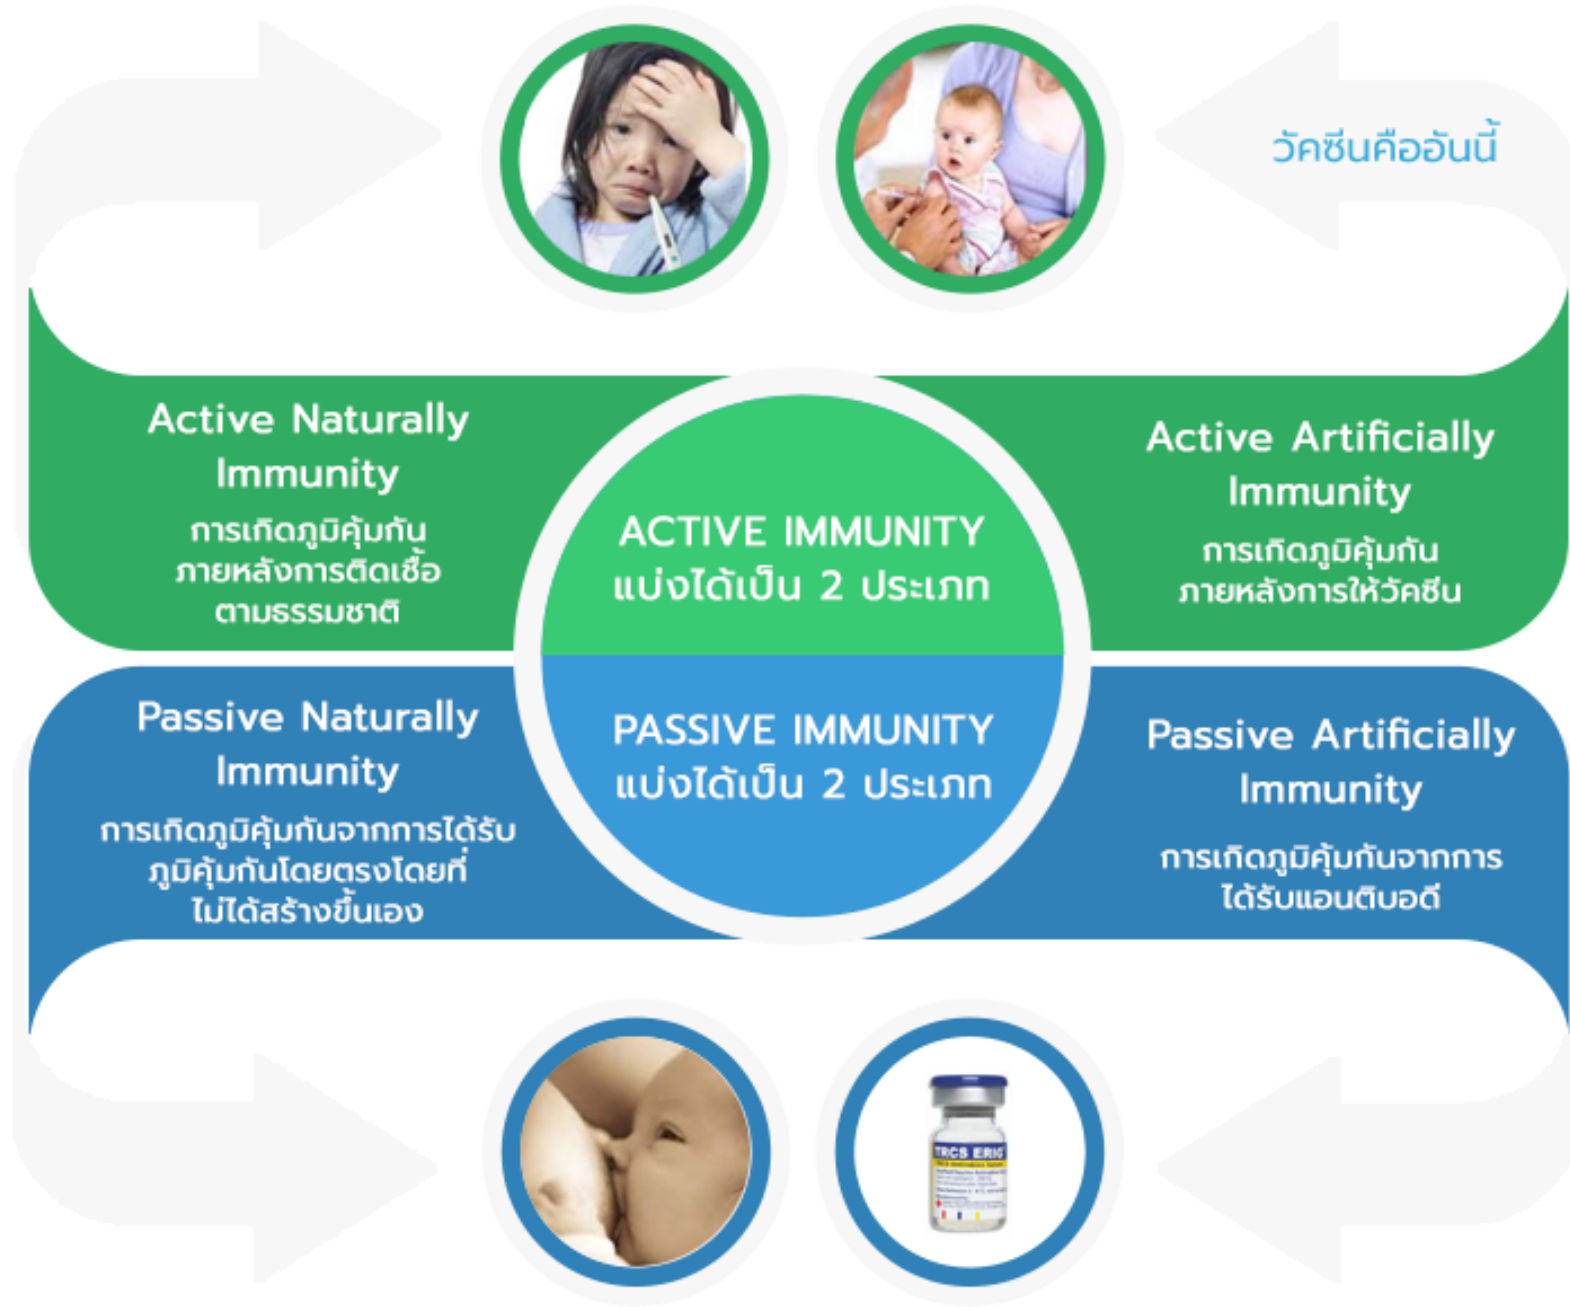 วัคซีนคืออันนี้
Active Naturally
Immunity
การเกิดภูมิคุ้มกัน
ภายหลังการติดเชื้อ
ตามธรรมชาติ
ACTIVE IMMUNITY
แบ่งได้เป็น 2 ประเภท
Active Artificially
Immunity
การเกิดภูมิคุ้มกัน
ภายหลังการให้วัคซีน
Passive Naturally
Immunity
การเกิดภูมิคุ้มกันจากการได้รับ
ภูมิคุ้มกันโดยตรงโดยที่
ไม่ได้สร้างขึ้นเอง
PASSIVE IMMUNITY
แบ่งได้เป็น 2 ประเภท
Passive Artificially
Immunity
การเกิดภูมิคุ้มกันจากการ
ได้รับแอนติบอดี
TRCS ERIG